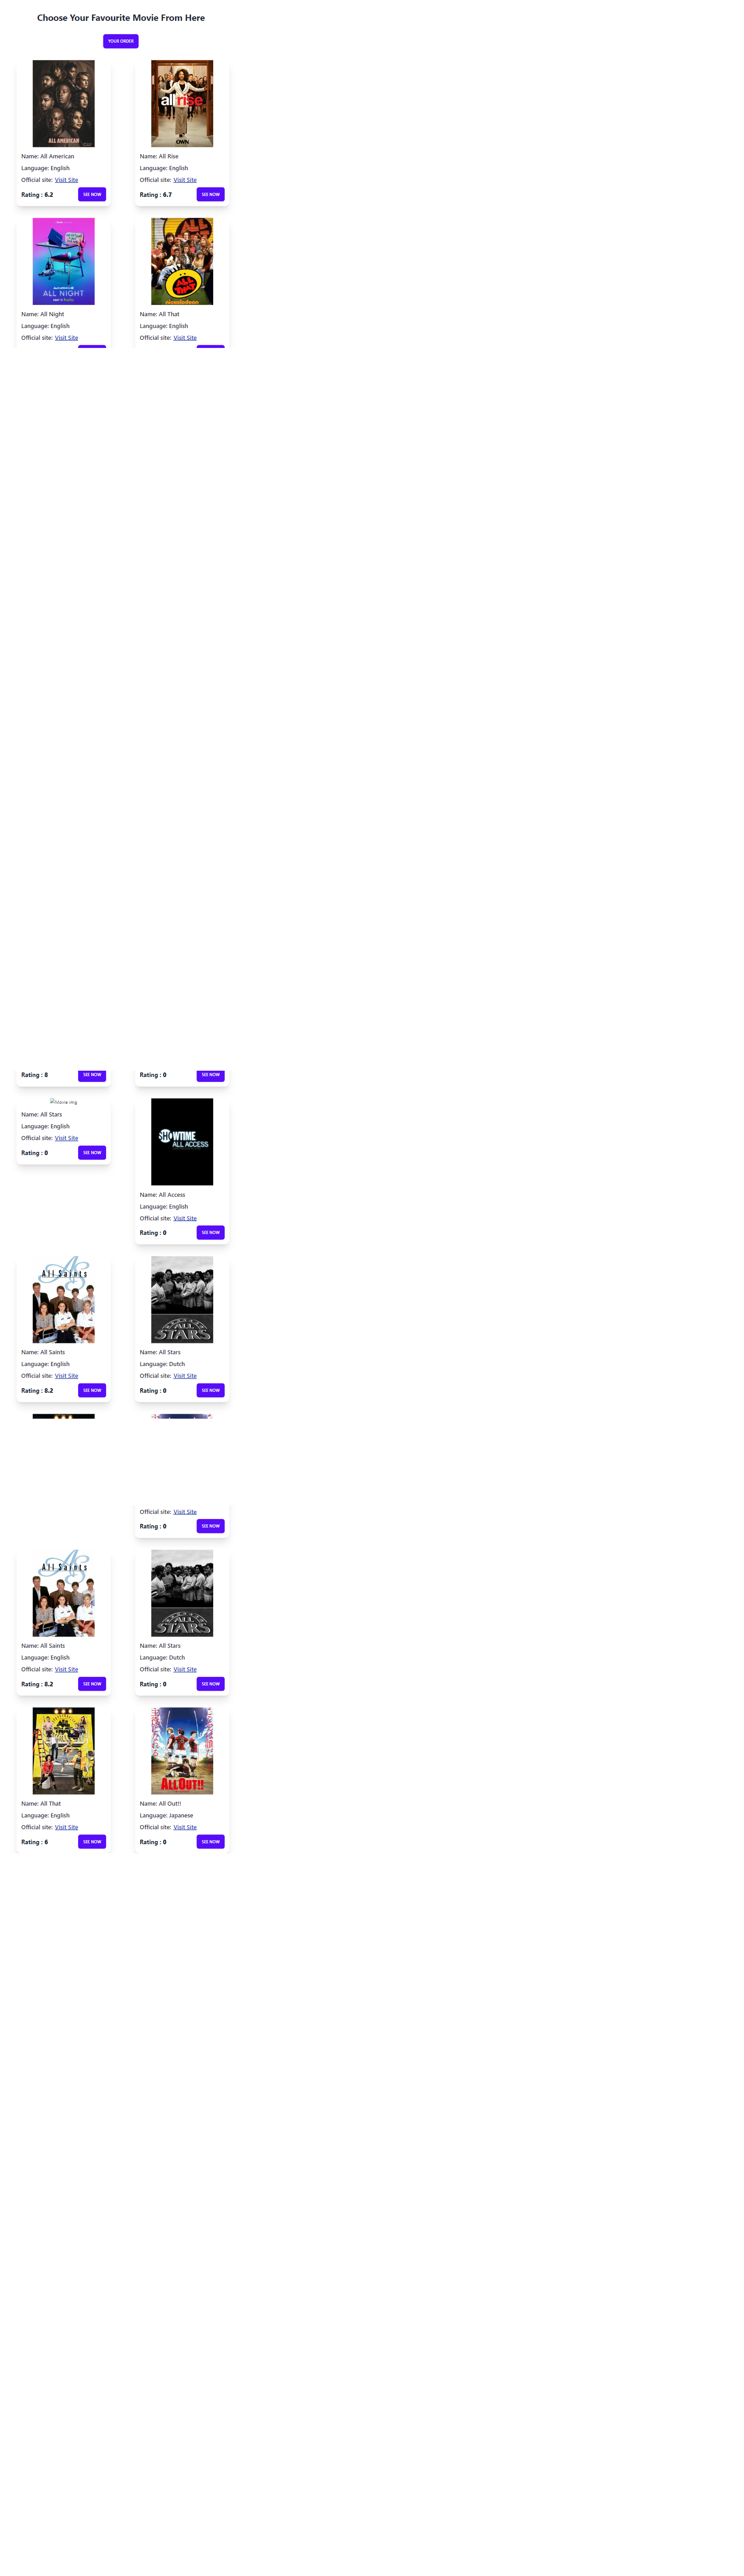 Choose Your Favourite Movie From Here
YOUR ORDER
ALL AMERICAN
all rise
OWN
Name: All American
Language: English
Official site: Visit Site
Rating : 6.2
SEE NOW
Name: All Rise
Language: English
Official site: Visit Site
Rating : 6.7
SEE NOW
ALL NIGHT
ALL THAT
nickelodeon
Name: All Night
Language: English
Official site: Visit Site
Name: All That
Language: English
Official site: Visit Site
Rating : 8
SEE NOW
Rating : 0
SEE NOW
Movie Img
Name: All Stars
Language: English
Official site: Visit Site
Rating : 0
SEE NOW
SHOWTIME
ALL ACCESS
Name: All Access
Language: English
Official site: Visit Site
Rating : 0
SEE NOW
All Saints
ALL
STARS
Name: All Saints
Language: English
Official site: Visit Site
Rating : 8.2
SEE NOW
Name: All Stars
Language: Dutch
Official site: Visit Site
Rating : 0
SEE NOW
Official site: Visit Site
Rating : 0
SEE NOW
All Saints
ALL
STARS
Name: All Saints
Language: English
Official site: Visit Site
Rating : 8.2
SEE NOW
Name: All Stars
Language: Dutch
Official site: Visit Site
Rating : 0
SEE NOW
ALL OUT!!
Name: All That
Language: English
Official site: Visit Site
Rating : 6
SEE NOW
Name: All Out!!
Language: Japanese
Official site: Visit Site
Rating : 0
SEE NOW